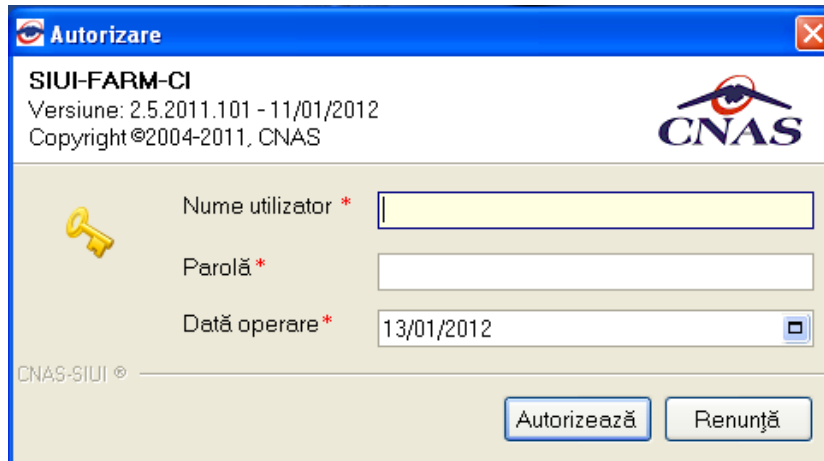 Autorizare
SIUI-FARM-CI
Versiune: 2.5.2011.101 - 11/01/2012
Copyright ©2004-2011, CNAS
CNAS
Nume utilizator *
Parolă *
Dată operare *
13/01/2012
CNAS-SIUI ®
Autorizează
Renunţă